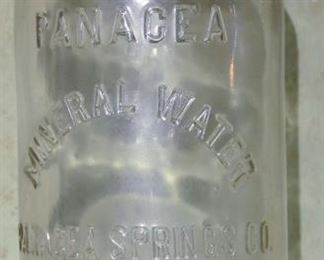 PANACEA
MINERAL WATER
PANACEA SPRINGS CO.